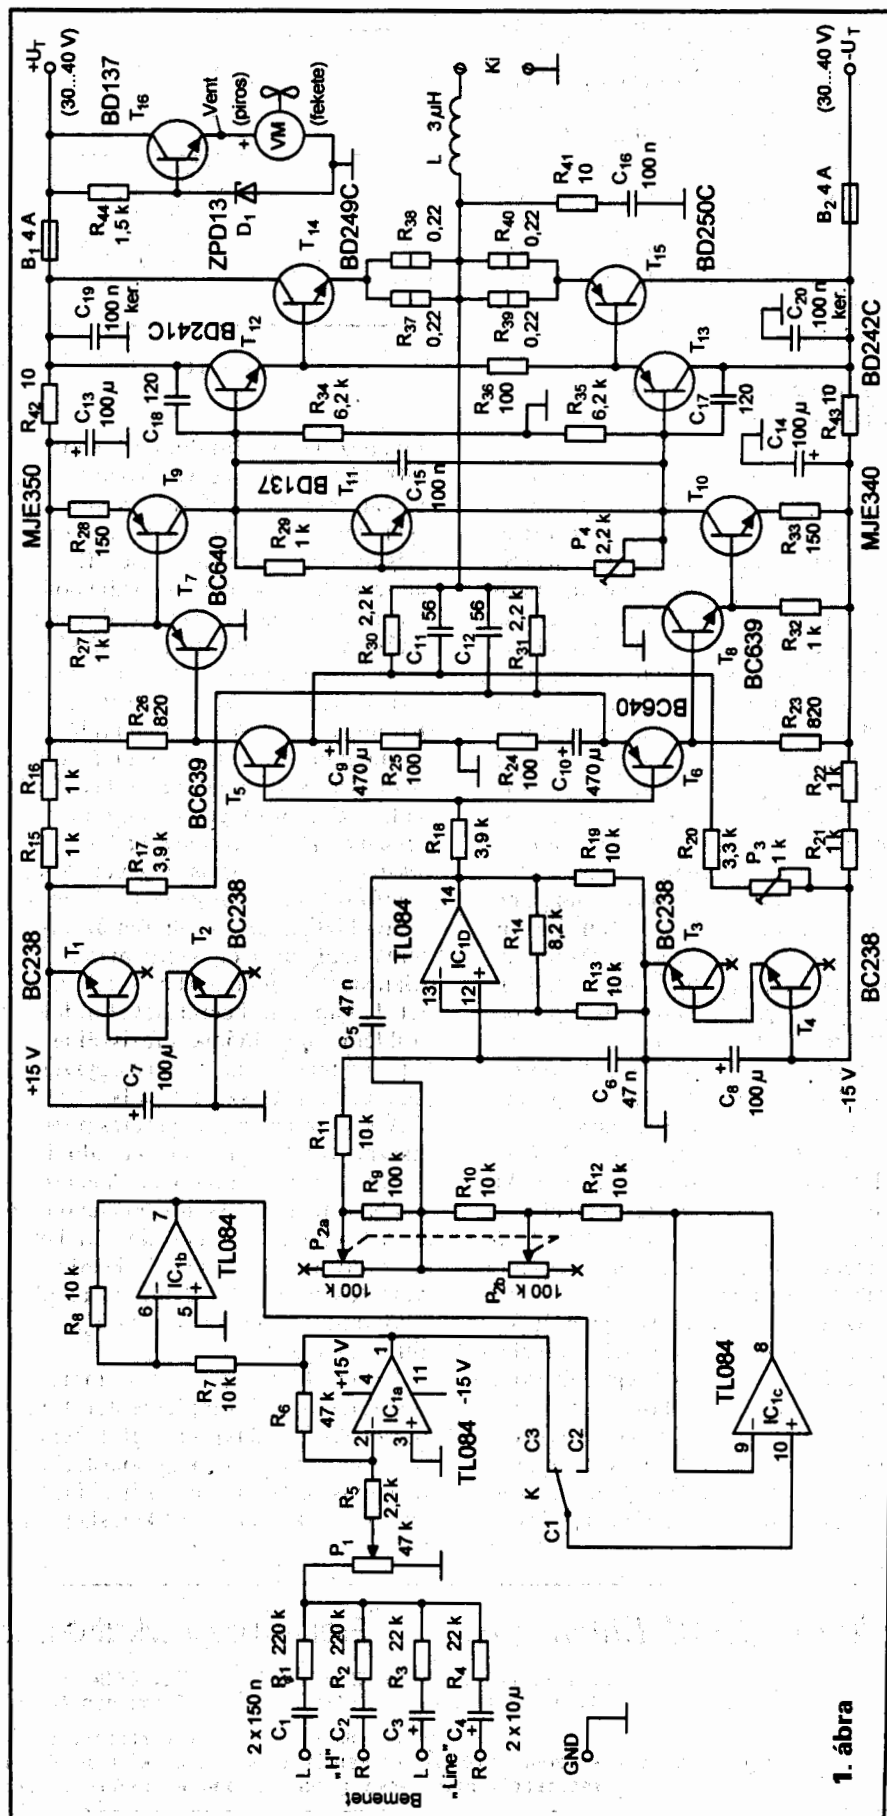 2 x 150 n
C1
R1 220 k
L
„H"
C2
R2 220 k
R
C3
R3 22 k
L
„Line"
C4
R4 22 k
R
2 x 10 µ
Bemenet
GND
P1
47 k
R5
2,2 k
R6
47 k
+15 V
2
3
4
11
1
IC1a
TL084
-15 V
R7
10 k
R8 10 k
6
5
7
IC1b
TL084
K
C3
C2
C1
TL084
9
10
8
IC1c
P2a
100 k
P2b
100 k
R9
100 k
R10
10 k
R12
10 k
R11
10 k
C5
47 n
C6
47 n
TL084
13
12
14
IC1D
R14
8,2 k
R13
10 k
R18
3,9 k
R19
10 k
+15 V
C7
100 µ
BC238
T1
T2
BC238
BC238
T3
T4
BC238
C8
100 µ
-15 V
R15
1 k
R16
1 k
R17
3,9 k
R20
3,3 k
P3
1 k
R21
1 k
R22
1 k
R23
820
R26
820
BC639
T5
C9
470 µ
R25
100
R24
100
C10
470 µ
BC640
T6
R27
1 k
T7
BC640
R28
150
T9
MJE350
R30 2,2 k
C11
56
C12
56
R31 2,2 k
T8
BC639
R32
1 k
R33
150
T10
MJE340
R29
1 k
BD137
T11
C15
100 n
P4
2,2 k
R42
10
C13
100 µ
C14
100 µ
R43 10
C18
120
C17
120
R34
6,2 k
R35
6,2 k
R36
100
BD241C
T12
T13
BD242C
C19
100 n
ker.
C20
100 n
ker.
B1 4 A
B2 4 A
BD249C
T14
T15
BD250C
R37
0,22
R38
0,22
R39
0,22
R40
0,22
R44
1,5 k
ZPD13
D1
BD137
T16
Vent
(piros)
+
VM
(fekete)
+UT
(30...40 V)
L 3 µH
Ki
R41
10
C16
100 n
-UT
(30...40 V)
1. ábra